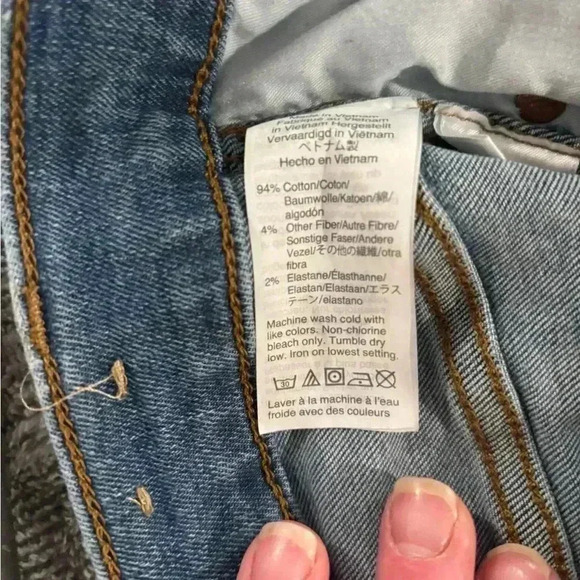 Made in Vietnam
Fabriqué au Vietnam
in Vietnam Hergestellt
Vervaardigd in Viëtnam
ベトナム製
Hecho en Vietnam
94% Cotton/Coton/
Baumwolle/Katoen/綿/
algodón
4% Other Fiber/Autre Fibre/
Sonstige Faser/Andere
Vezel/その他の繊維/otra
fibra
2% Elastane/Élasthanne/
Elastan/Elastaan/エラス
テーン/elastano
Machine wash cold with
like colors. Non-chlorine
bleach only. Tumble dry
low. Iron on lowest setting.
30
Laver à la machine à l'eau
froide avec des couleurs